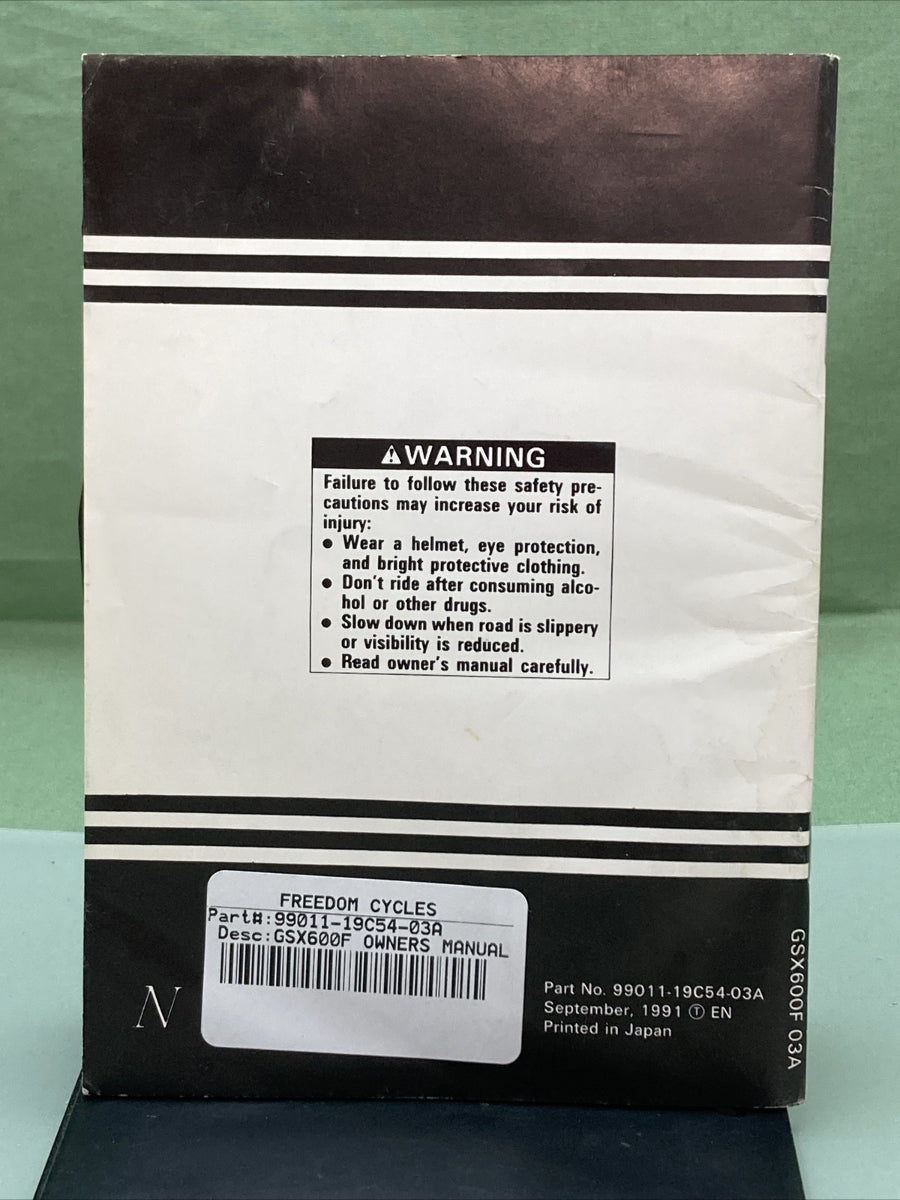 ⚠WARNING
Failure to follow these safety pre-
cautions may increase your risk of
injury:
● Wear a helmet, eye protection,
and bright protective clothing.
● Don't ride after consuming alco-
hol or other drugs.
● Slow down when road is slippery
or visibility is reduced.
● Read owner's manual carefully.
FREEDOM CYCLES
Part#:99011-19C54-03A
Desc:GSX600F OWNERS MANUAL
N
Part No. 99011-19C54-03A
September, 1991 Ⓣ EN
Printed in Japan
GSX600F 03A